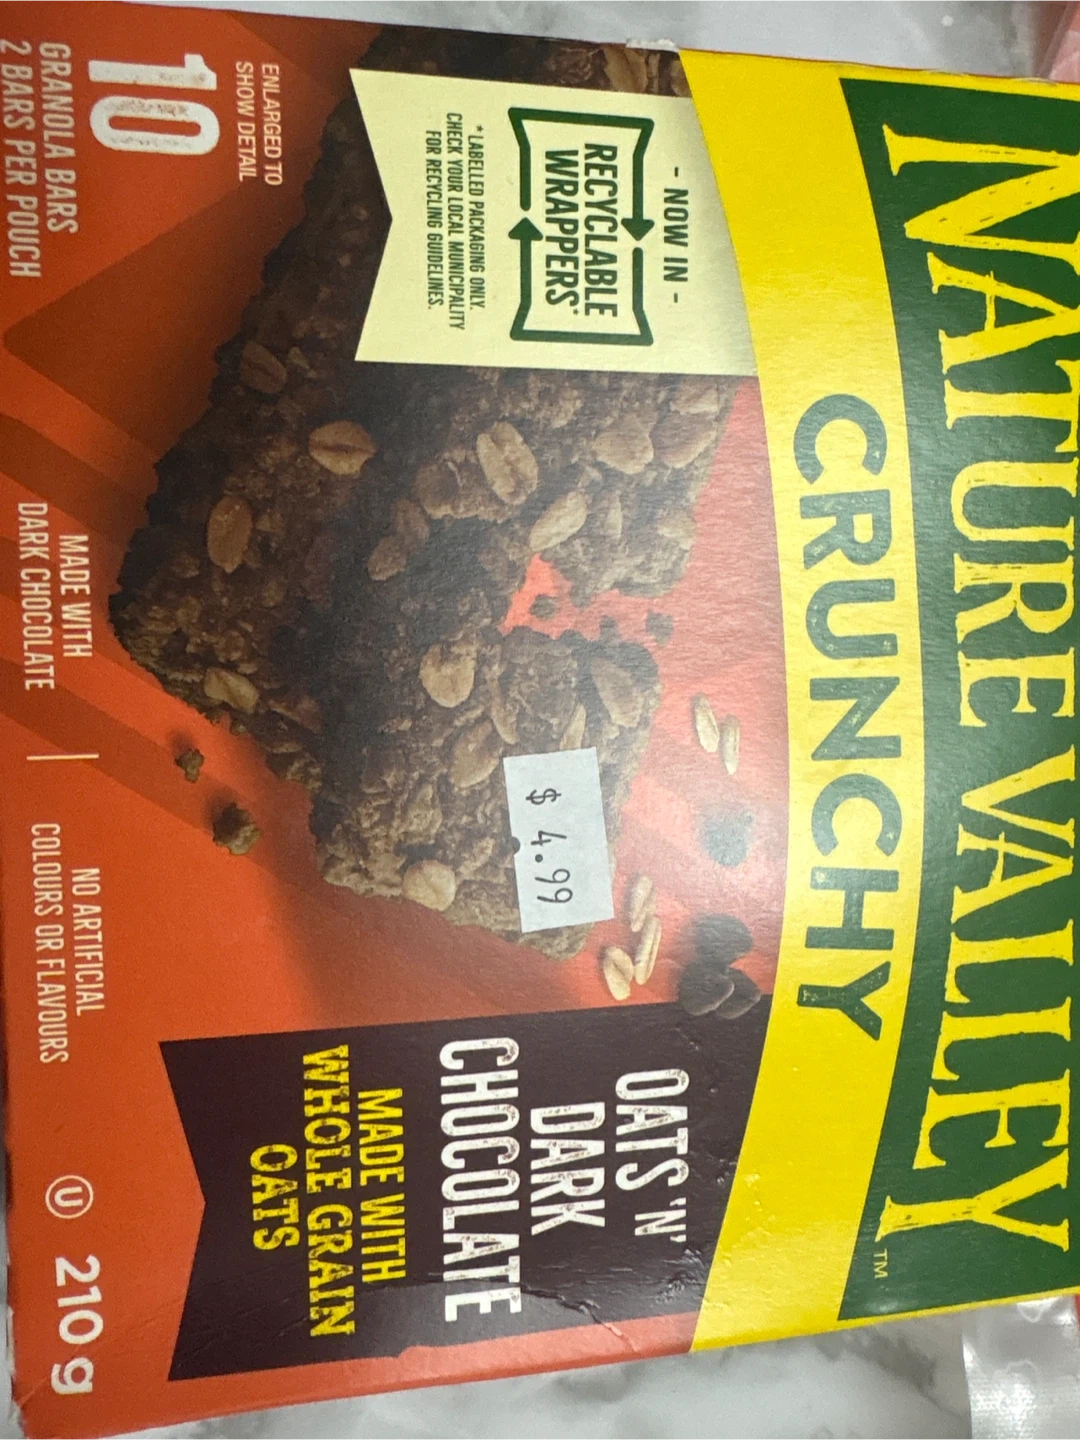 NATURE VALLEY
™
CRUNCHY
- NOW IN -
RECYCLABLE
WRAPPERS*
*LABELLED PACKAGING ONLY.
CHECK YOUR LOCAL MUNICIPALITY
FOR RECYCLING GUIDELINES.
$ 4.99
OATS 'N'
DARK
CHOCOLATE
MADE WITH
WHOLE GRAIN
OATS
ENLARGED TO
SHOW DETAIL
10
GRANOLA BARS
2 BARS PER POUCH
MADE WITH
DARK CHOCOLATE
NO ARTIFICIAL
COLOURS OR FLAVOURS
U
210 g